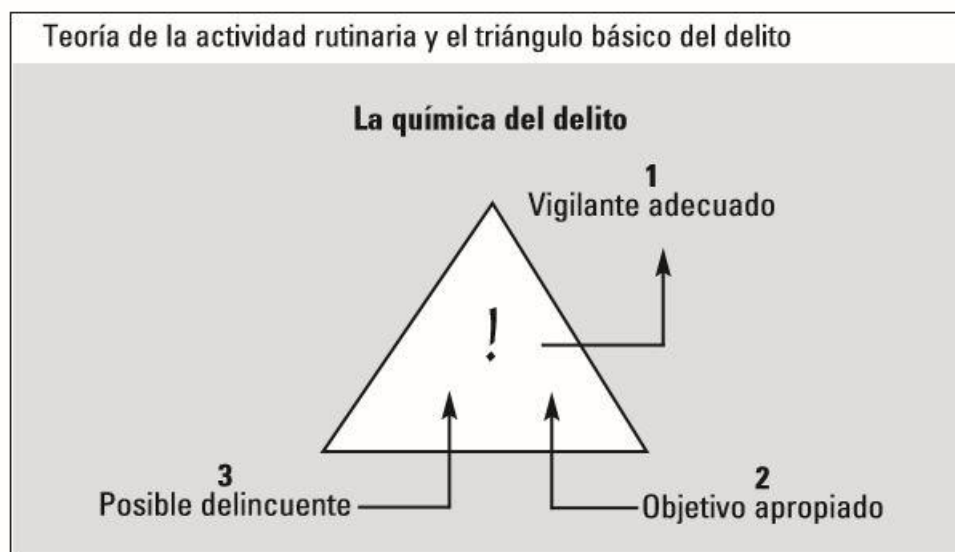 Teoría de la actividad rutinaria y el triángulo básico del delito
La química del delito
1
Vigilante adecuado
!
3
Posible delincuente
2
Objetivo apropiado